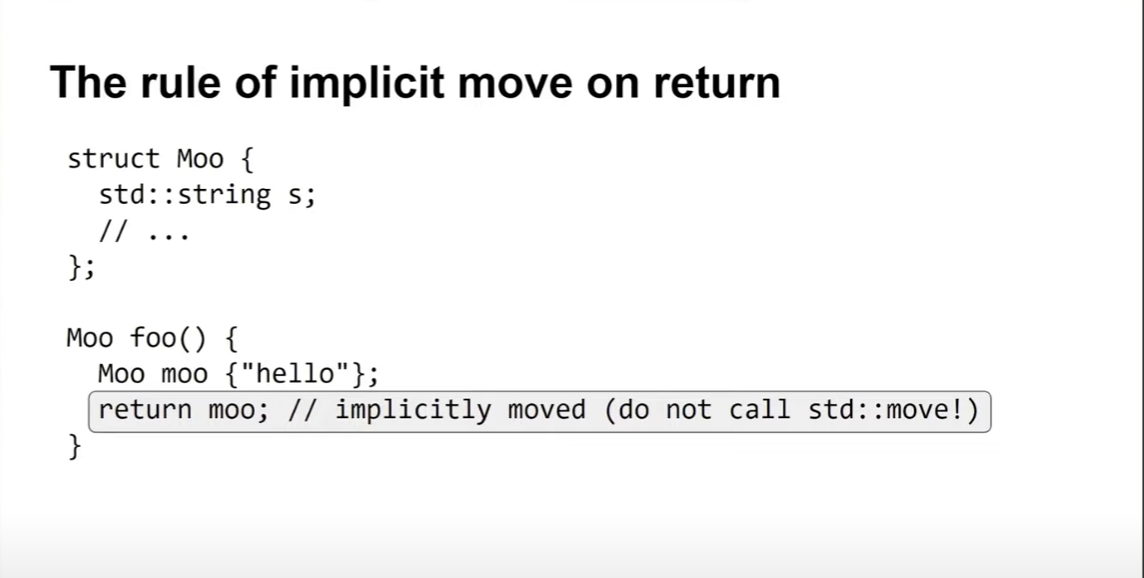 The rule of implicit move on return
struct Moo {
  std::string s;
  // ...
};
Moo foo() {
  Moo moo {"hello"};
  return moo; // implicitly moved (do not call std::move!)
}